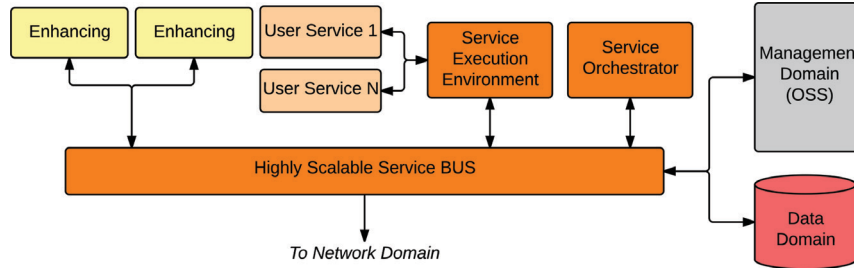 Enhancing
Enhancing
User Service 1
User Service N
Service
Execution
Environment
Service
Orchestrator
Management
Domain
(OSS)
Highly Scalable Service BUS
Data
Domain
To Network Domain